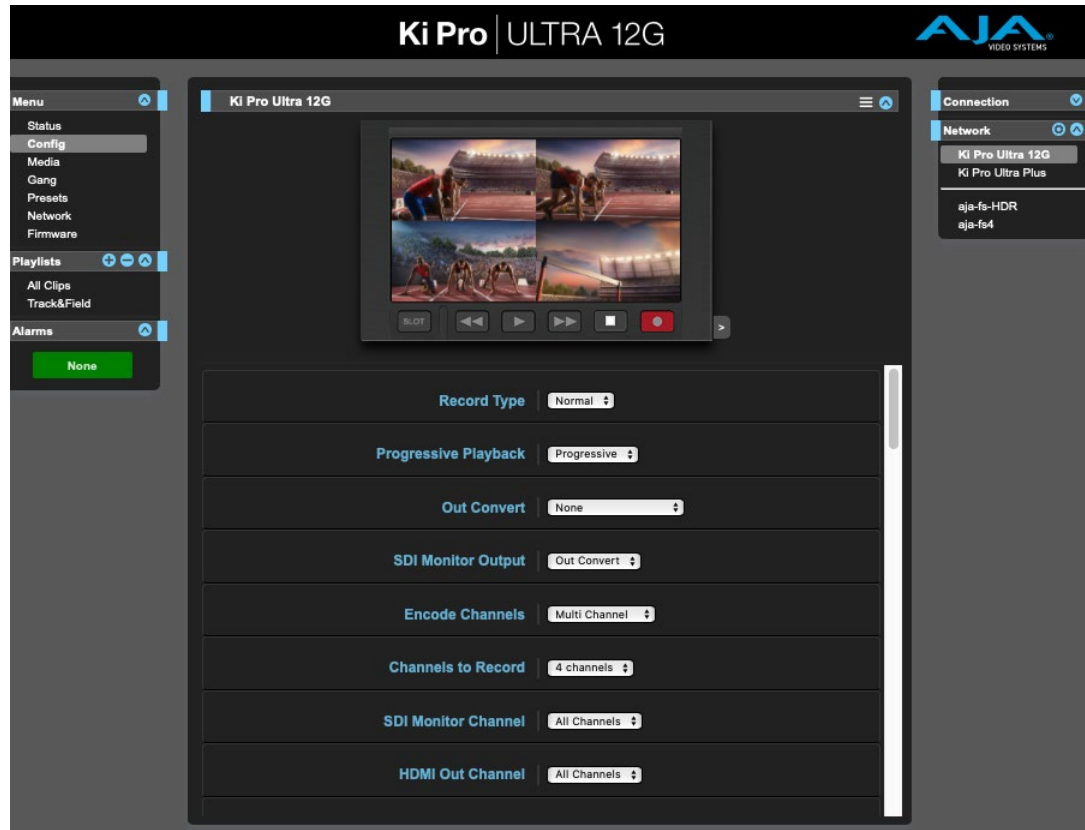 Ki Pro ULTRA 12G
AJA
VIDEO SYSTEMS
Menu
Status
Config
Media
Gang
Presets
Network
Firmware
Playlists
All Clips
Track&Field
Alarms
None
Ki Pro Ultra 12G
SLOT
>
Record Type Normal
Progressive Playback Progressive
Out Convert None
SDI Monitor Output Out Convert
Encode Channels Multi Channel
Channels to Record 4 channels
SDI Monitor Channel All Channels
HDMI Out Channel All Channels
Connection
Network
Ki Pro Ultra 12G
Ki Pro Ultra Plus
aja-fs-HDR
aja-fs4